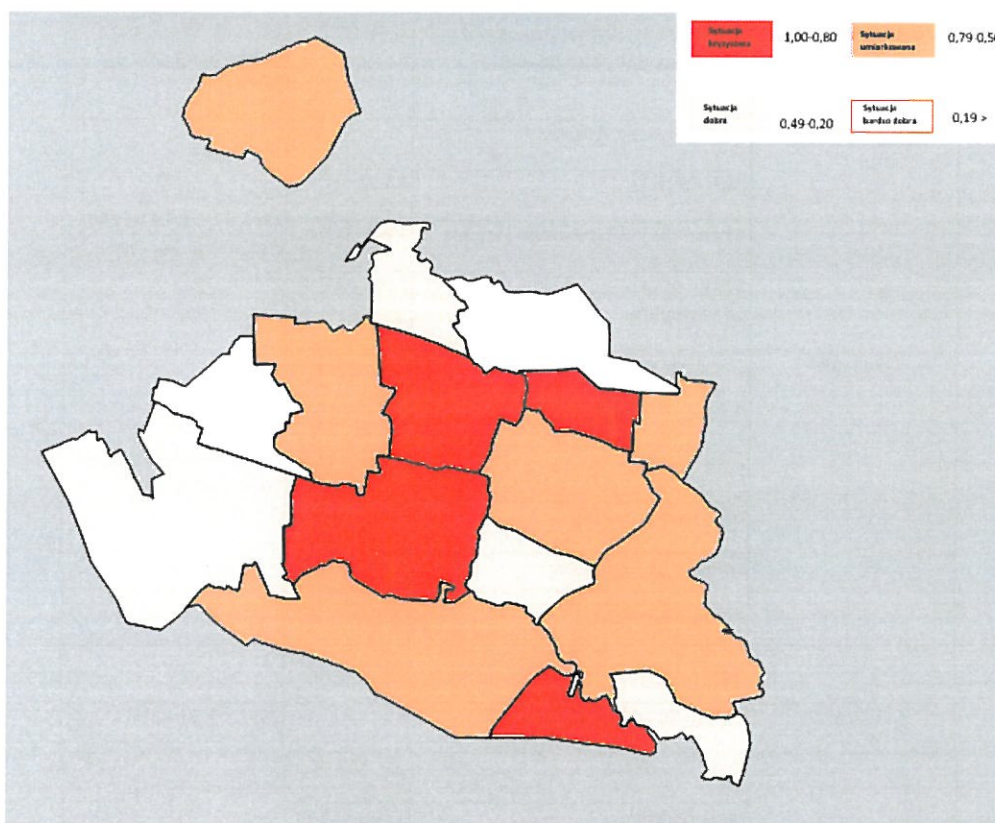 Sytuacja
kryzysowa
1,00-0,80
Sytuacja
umiarkowana
0,79-0,50
Sytuacja
dobra
0,49-0,20
Sytuacja
bardzo dobra
0,19 >